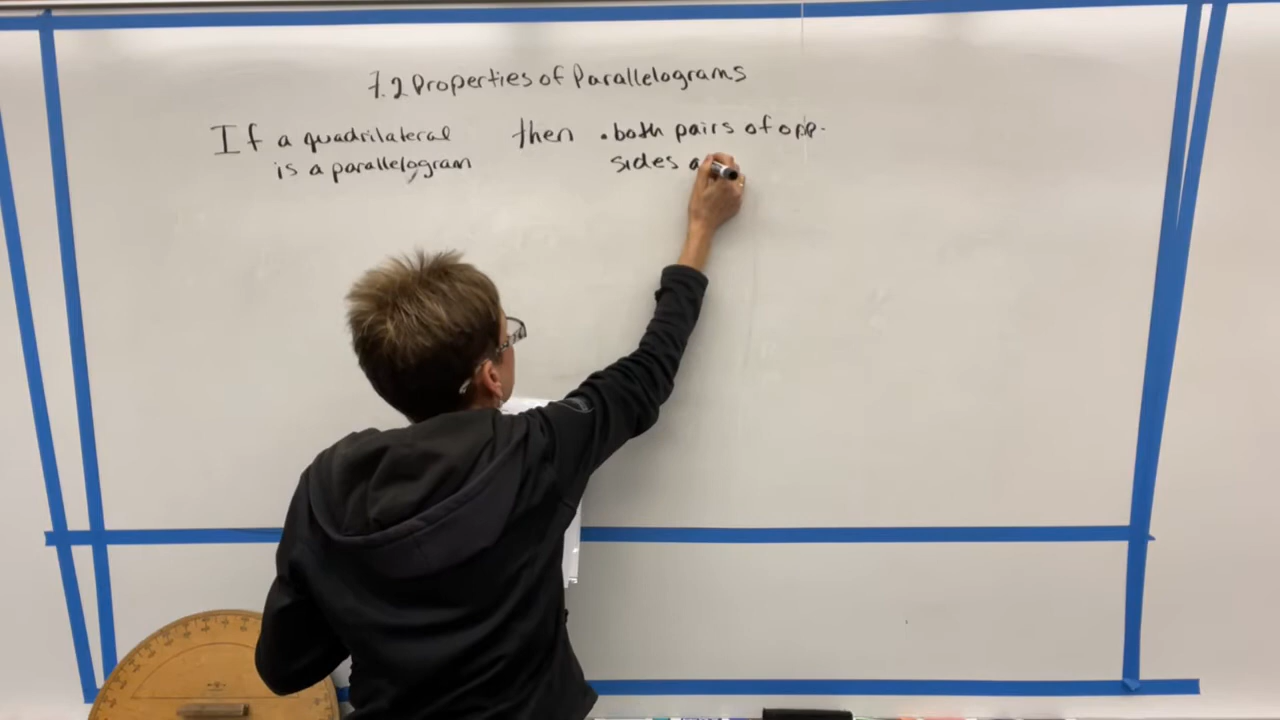 7.2 Properties of Parallelograms
If a quadrilateral then • both pairs of opp.
is a parallelogram sides a